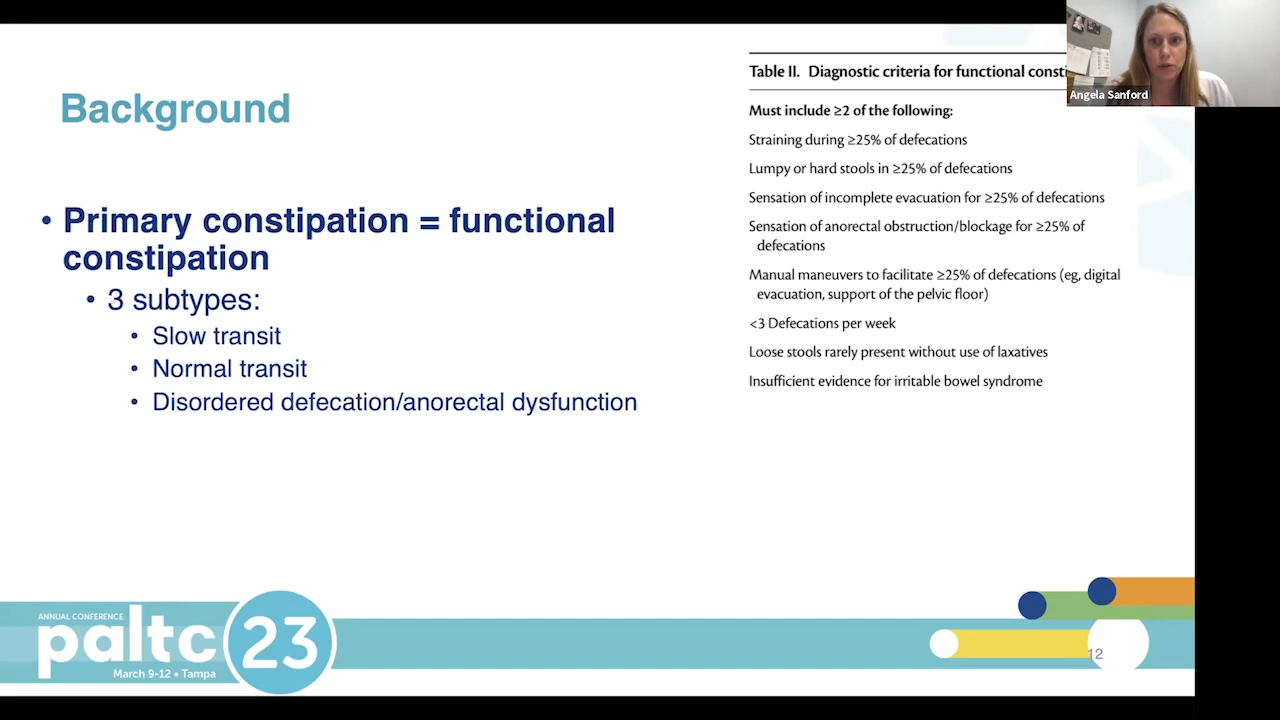 Background
• Primary constipation = functional
constipation
• 3 subtypes:
• Slow transit
• Normal transit
• Disordered defecation/anorectal dysfunction
Table II. Diagnostic criteria for functional
Must include ≥2 of the following:
Straining during ≥25% of defecations
Lumpy or hard stools in ≥25% of defecations
Sensation of incomplete evacuation for ≥25% of defecations
Sensation of anorectal obstruction/blockage for ≥25% of
defecations
Manual maneuvers to facilitate ≥25% of defecations (eg, digital
evacuation, support of the pelvic floor)
<3 Defecations per week
Loose stools rarely present without use of laxatives
Insufficient evidence for irritable bowel syndrome
Angela Sanford
ANNUAL CONFERENCE
paltc 23
March 9-12 • Tampa
12